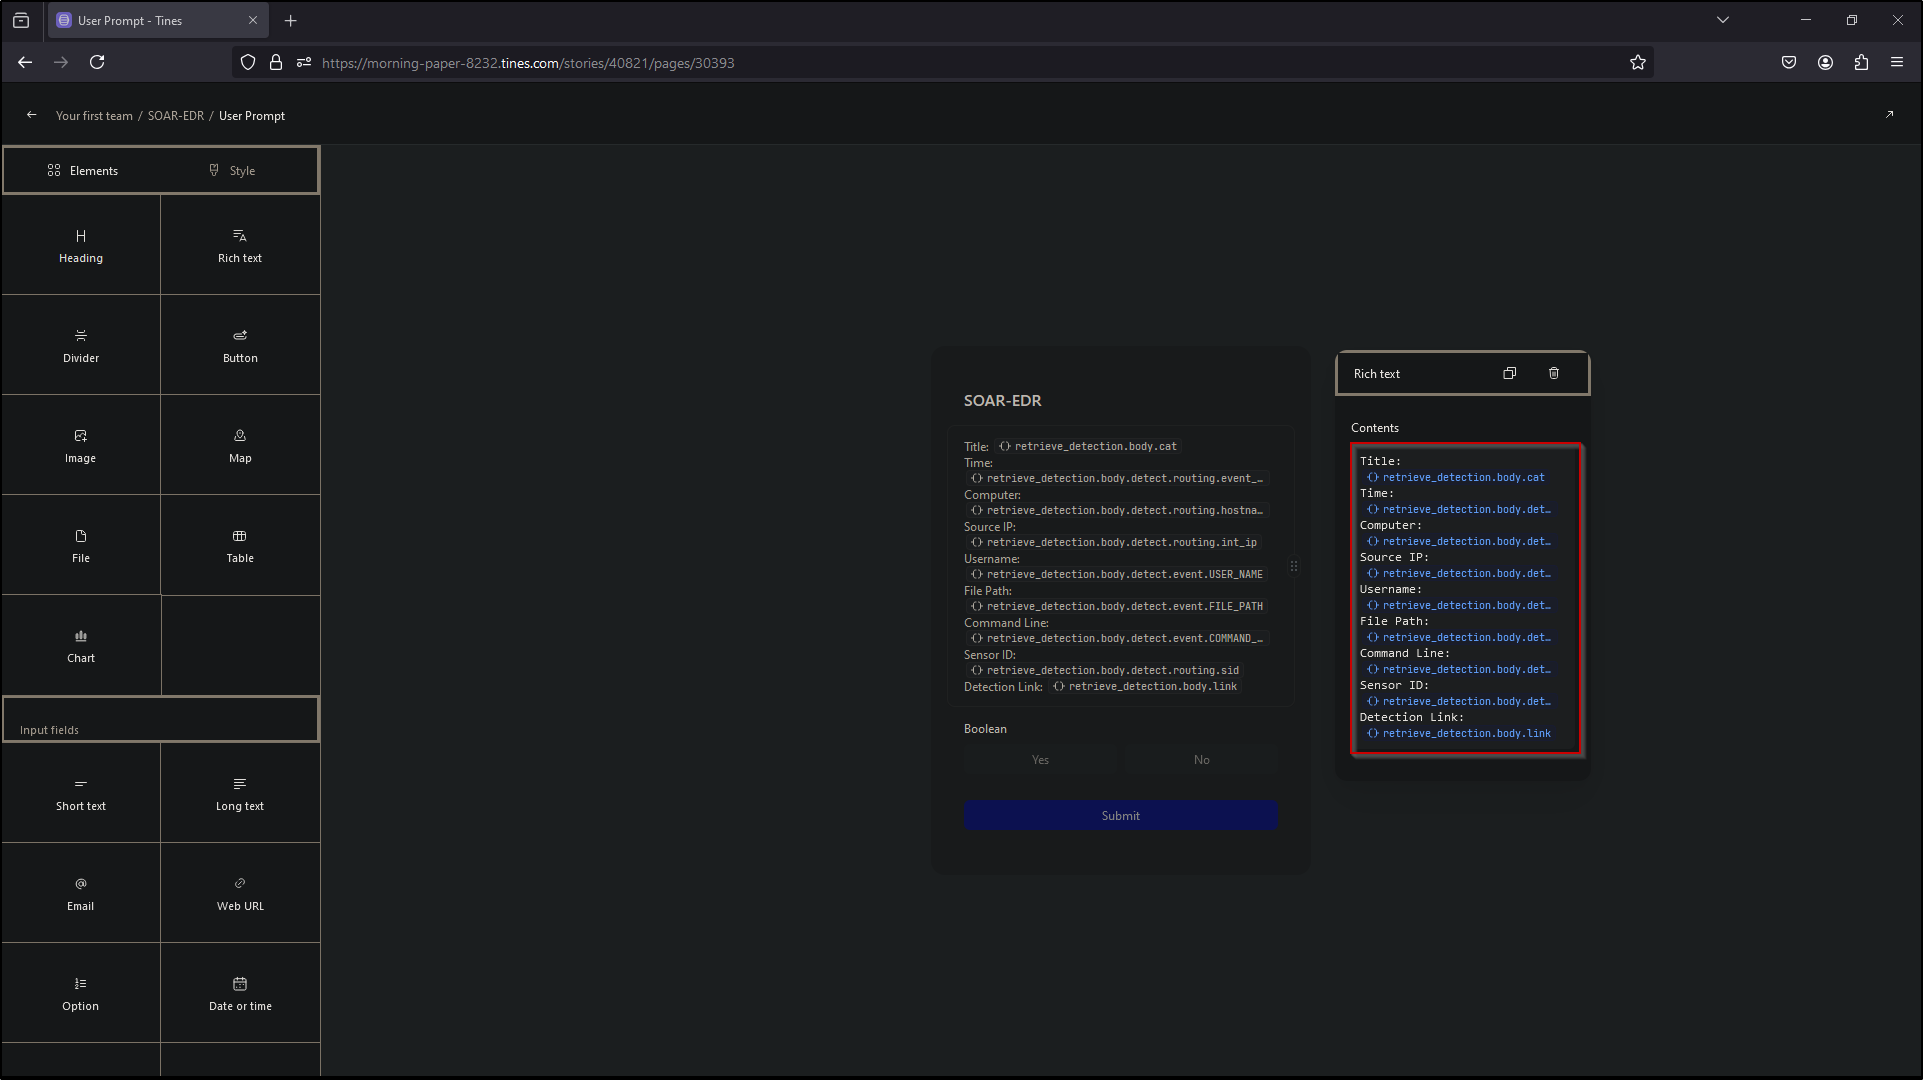 User Prompt - Tines
https://morning-paper-8232.tines.com/stories/40821/pages/30393
Your first team / SOAR-EDR / User Prompt
Elements
Style
Heading
Rich text
Divider
Button
Image
Map
File
Table
Chart
Input fields
Short text
Long text
Email
Web URL
Option
Date or time
SOAR-EDR
Title: {} retrieve_detection.body.cat
Time:
{} retrieve_detection.body.detect.routing.event_…
Computer:
{} retrieve_detection.body.detect.routing.hostna…
Source IP:
{} retrieve_detection.body.detect.routing.int_ip
Username:
{} retrieve_detection.body.detect.event.USER_NAME
File Path:
{} retrieve_detection.body.detect.event.FILE_PATH
Command Line:
{} retrieve_detection.body.detect.event.COMMAND_…
Sensor ID:
{} retrieve_detection.body.detect.routing.sid
Detection Link: {} retrieve_detection.body.link
Boolean
Yes
No
Submit
Rich text
Contents
Title:
{} retrieve_detection.body.cat
Time:
{} retrieve_detection.body.det…
Computer:
{} retrieve_detection.body.det…
Source IP:
{} retrieve_detection.body.det…
Username:
{} retrieve_detection.body.det…
File Path:
{} retrieve_detection.body.det…
Command Line:
{} retrieve_detection.body.det…
Sensor ID:
{} retrieve_detection.body.det…
Detection Link:
{} retrieve_detection.body.link